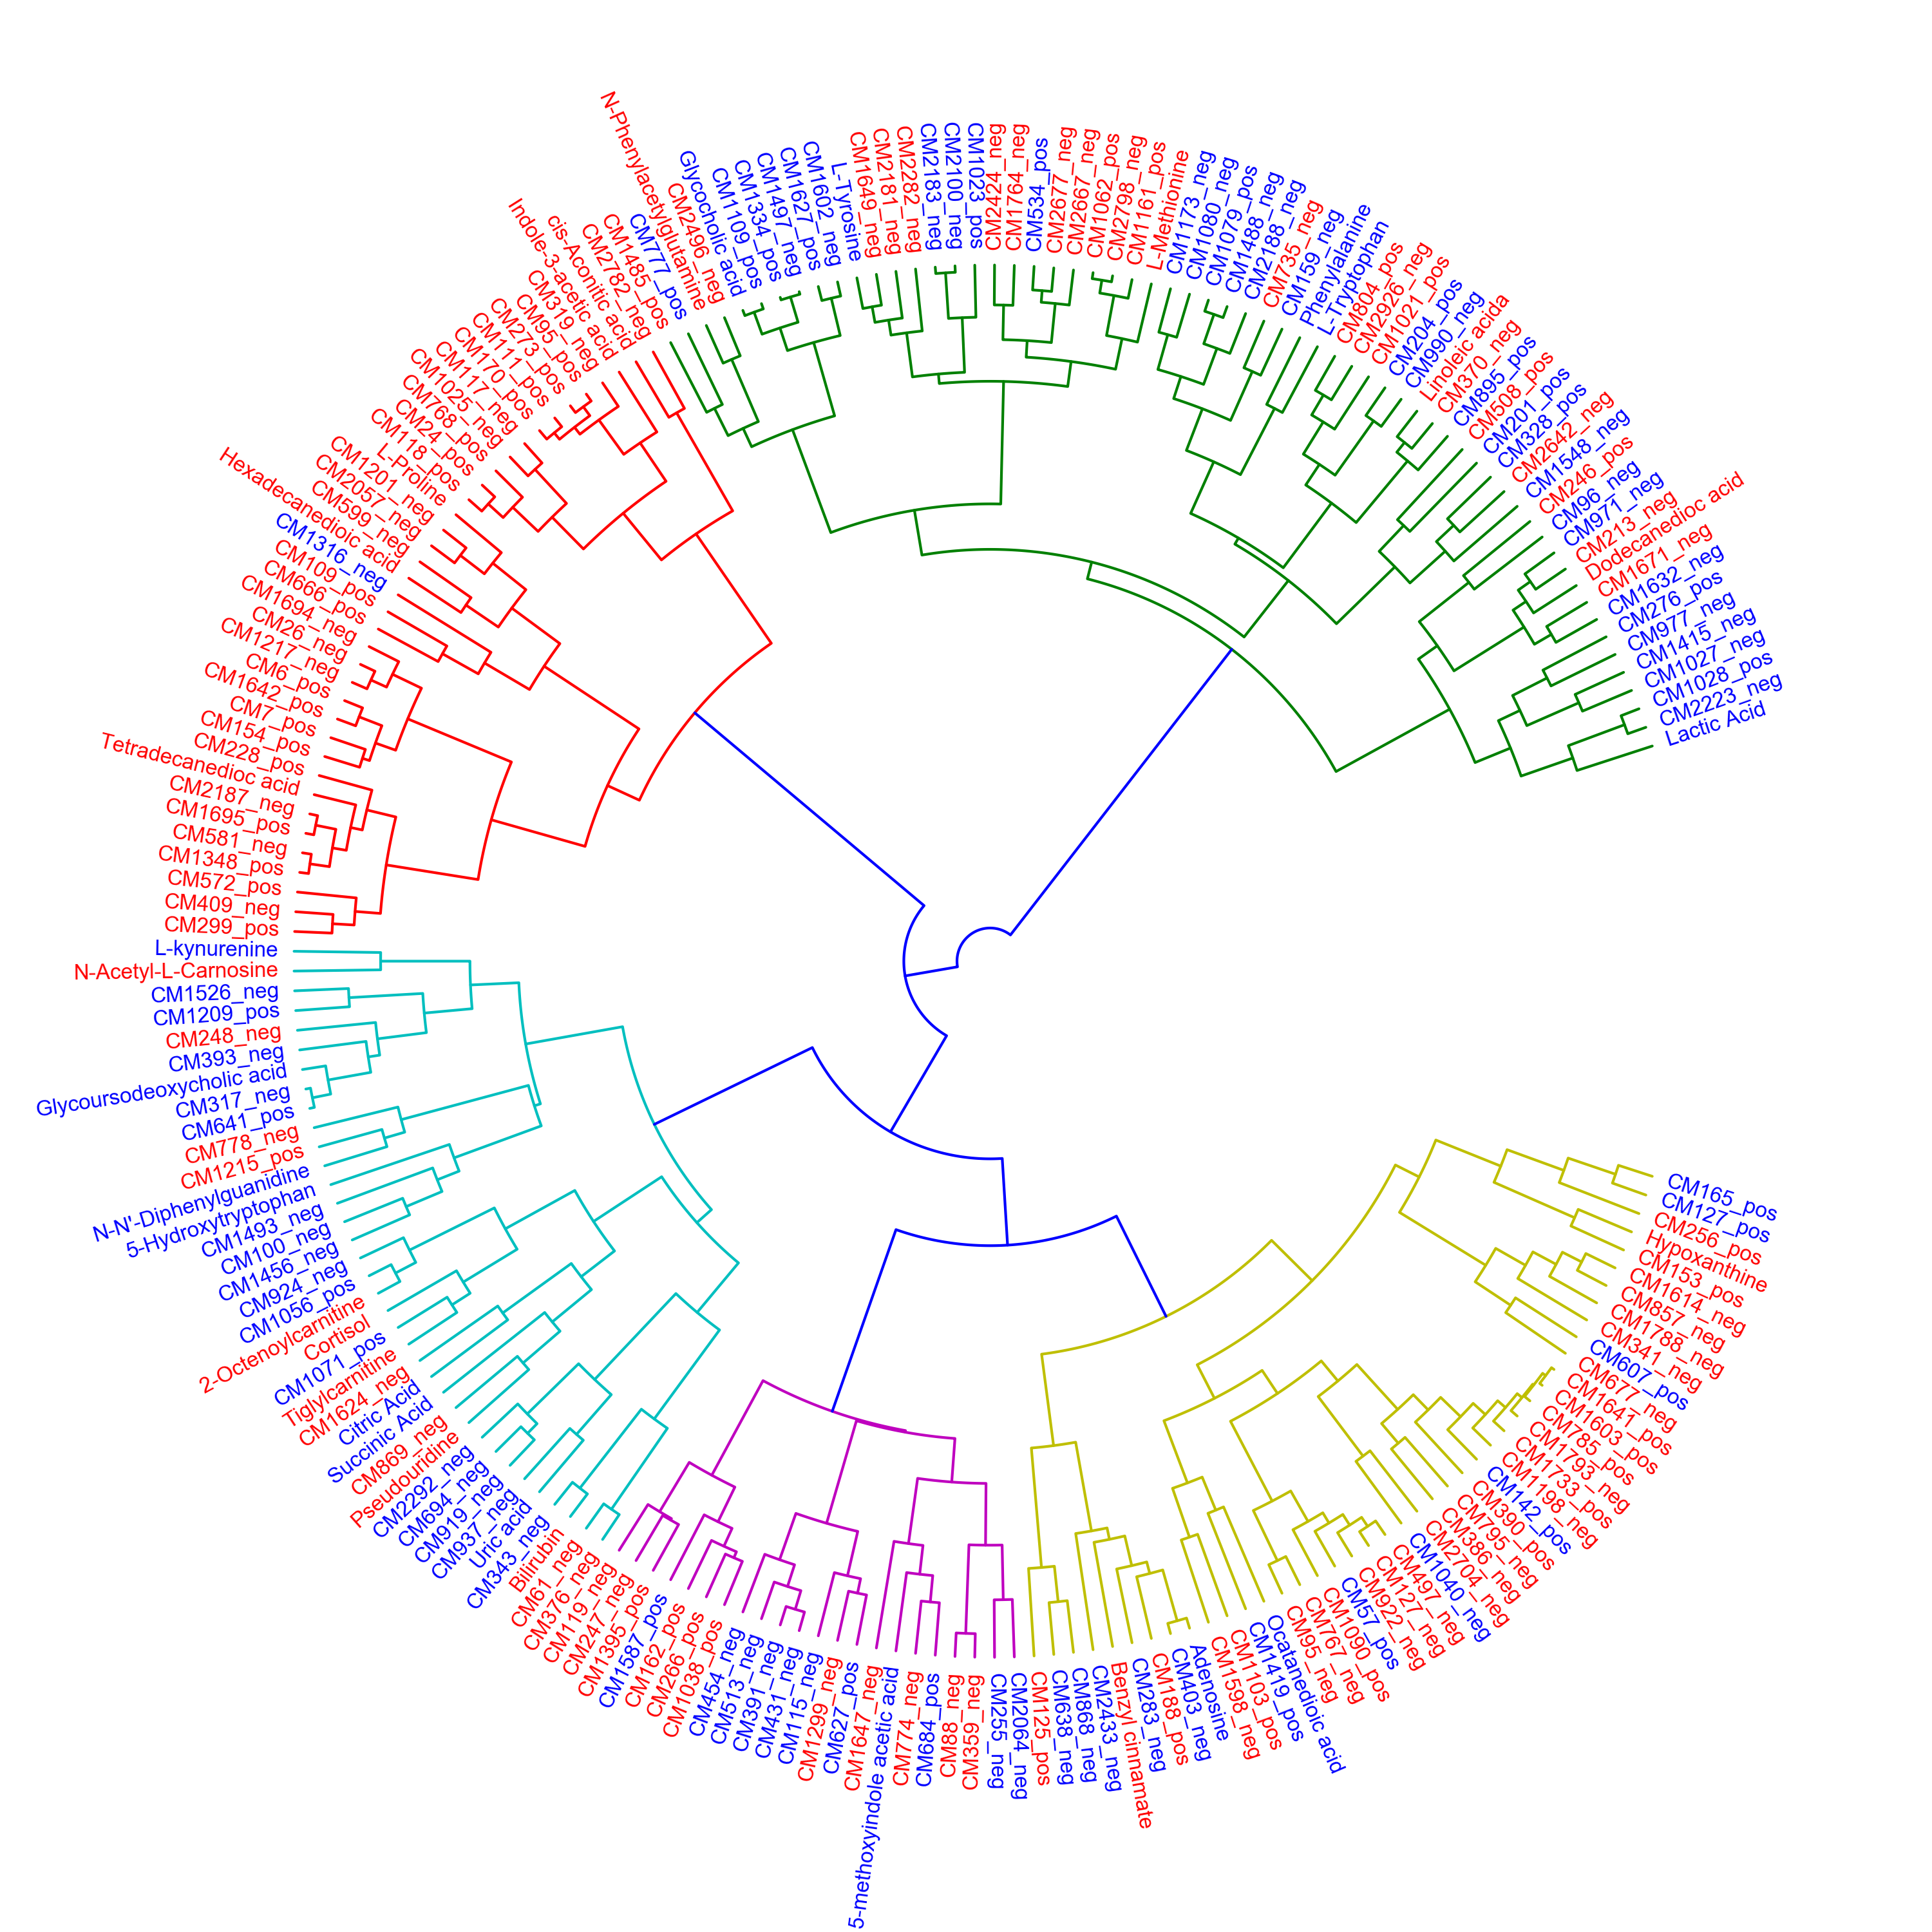 N-Phenylacetylglutamine
CM2496_neg
Glycocholic acid
CM1109_pos
CM1334_pos
CM1497_neg
CM1627_pos
CM1602_neg
L-Tyrosine
CM1649_neg
CM2181_neg
CM2282_neg
CM2183_neg
CM2100_neg
CM1023_pos
CM2424_neg
CM1764_neg
CM534_pos
CM2677_neg
CM2667_neg
CM1062_pos
CM2798_neg
CM1161_pos
L-Methionine
CM1173_neg
CM1080_neg
CM1079_pos
CM1488_neg
CM2188_neg
CM735_neg
CM159_neg
Phenylalanine
L-Tryptophan
CM804_pos
CM2926_neg
CM1021_pos
CM204_pos
CM990_neg
Linoleic acida
CM370_neg
CM895_pos
CM508_pos
CM201_pos
CM328_pos
CM2642_neg
CM1548_neg
CM246_pos
CM96_neg
CM971_neg
CM213_neg
Dodecanedioc acid
CM1671_neg
CM1632_neg
CM276_pos
CM977_neg
CM1415_neg
CM1027_neg
CM1028_pos
CM2223_neg
Lactic Acid
CM165_pos
CM127_pos
CM256_pos
Hypoxanthine
CM153_pos
CM1614_neg
CM857_neg
CM1788_neg
CM341_neg
CM607_pos
CM677_neg
CM1641_pos
CM1603_pos
CM785_pos
CM1793_neg
CM1733_pos
CM1198_neg
CM142_pos
CM390_pos
CM795_neg
CM386_neg
CM2704_neg
CM1040_neg
CM497_neg
CM127_neg
CM922_neg
CM57_pos
CM1090_pos
CM767_neg
CM95_neg
Ocatanedioic acid
CM1419_pos
CM1103_pos
CM1598_neg
Adenosine
CM403_neg
CM188_pos
CM283_neg
Benzyl cinnamate
CM2433_neg
CM868_neg
CM638_neg
CM125_pos
CM2064_neg
CM255_neg
CM359_neg
CM88_neg
CM684_pos
CM774_neg
5-methoxyindole acetic acid
CM1647_neg
CM627_pos
CM1299_neg
CM115_neg
CM431_neg
CM391_neg
CM513_neg
CM454_neg
CM1038_pos
CM266_pos
CM162_pos
CM1587_pos
CM1395_pos
CM247_neg
CM119_neg
CM376_neg
CM61_neg
Bilirubin
CM343_neg
Uric acid
CM937_neg
CM919_neg
CM694_neg
CM2292_neg
Pseudouridine
CM869_neg
Succinic Acid
Citric Acid
CM1624_neg
Tiglylcarnitine
CM1071_pos
Cortisol
2-Octenoylcarnitine
CM1056_pos
CM924_neg
CM1456_neg
CM100_neg
CM1493_neg
5-Hydroxytryptophan
N-N'-Diphenylguanidine
CM1215_pos
CM778_neg
CM641_pos
CM317_neg
Glycoursodeoxycholic acid
CM393_neg
CM248_neg
CM1209_pos
CM1526_neg
N-Acetyl-L-Carnosine
L-kynurenine
CM299_pos
CM409_neg
CM572_pos
CM1348_pos
CM581_neg
CM1695_pos
CM2187_neg
Tetradecanedioc acid
CM228_pos
CM154_pos
CM7_pos
CM1642_pos
CM6_pos
CM1217_neg
CM26_neg
CM1694_neg
CM666_pos
CM109_pos
CM1316_neg
Hexadecanedioic acid
CM599_neg
CM2057_neg
CM1201_neg
L-Proline
CM118_pos
CM24_pos
CM768_pos
CM1025_neg
CM117_neg
CM170_pos
CM111_pos
CM273_pos
CM95_pos
CM319_neg
Indole-3-acetic acid
cis-Aconitic acid
CM2782_neg
CM1485_pos
CM777_pos